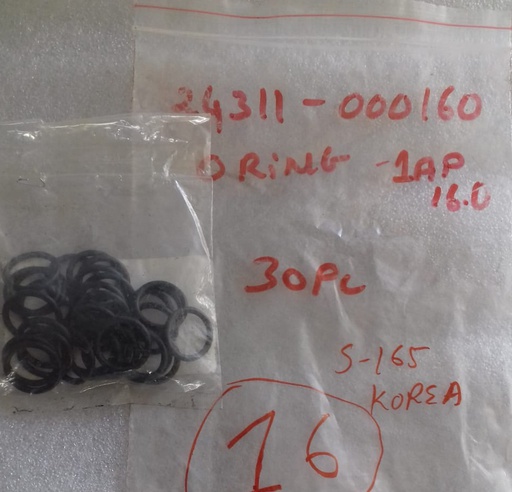 24311-000160
O RiNG -1AP
16.0
30Pc
S-165
KOREA
16